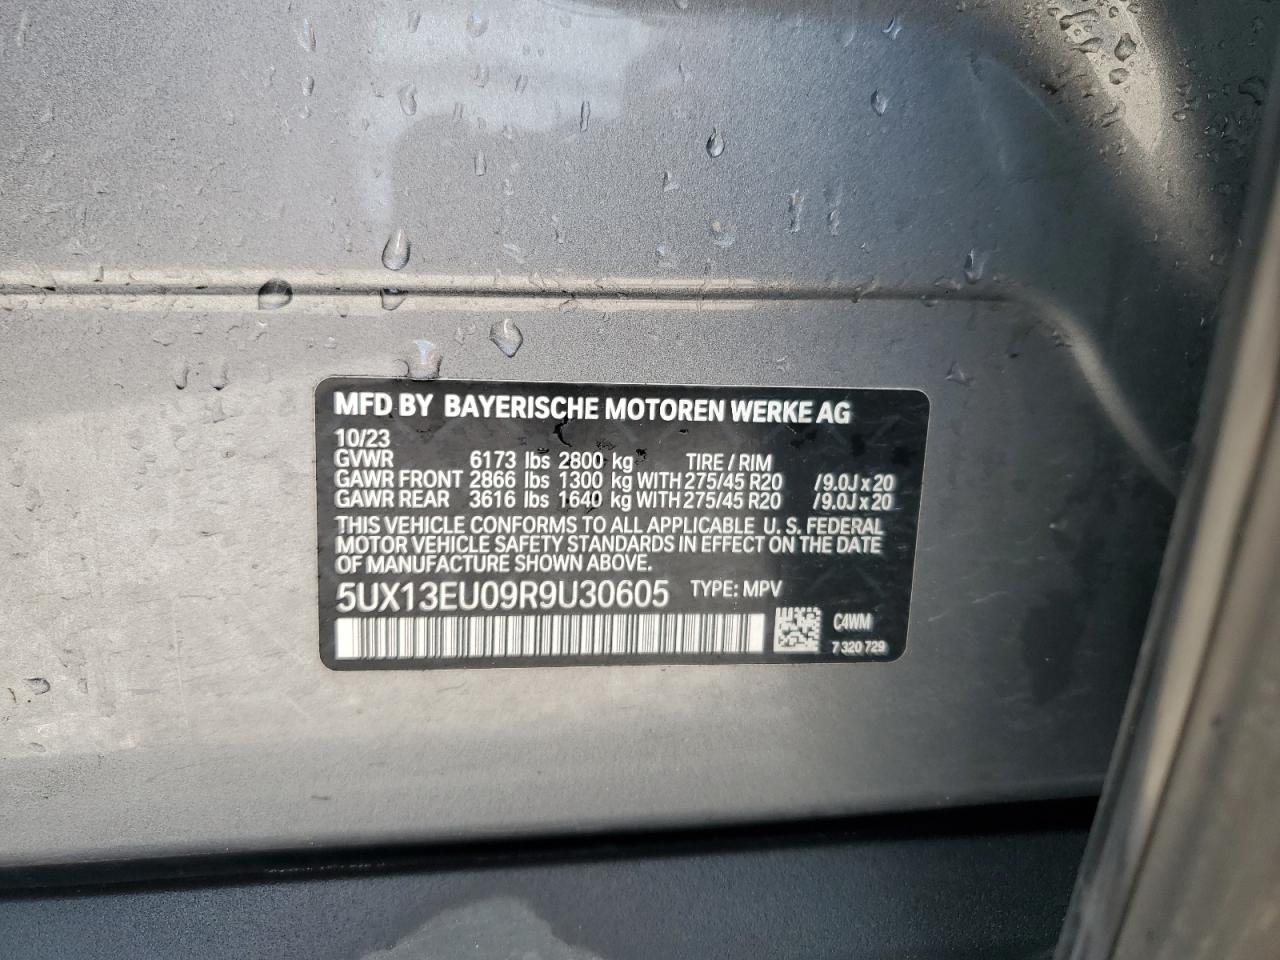 MFD BY BAYERISCHE MOTOREN WERKE AG
10/23
GVWR 6173 lbs 2800 kg TIRE / RIM
GAWR FRONT 2866 lbs 1300 kg WITH 275/45 R20 /9.0J x 20
GAWR REAR 3616 lbs 1640 kg WITH 275/45 R20 /9.0J x 20
THIS VEHICLE CONFORMS TO ALL APPLICABLE U. S. FEDERAL
MOTOR VEHICLE SAFETY STANDARDS IN EFFECT ON THE DATE
OF MANUFACTURE SHOWN ABOVE.
5UX13EU09R9U30605 TYPE: MPV
C4WM
7 320 729